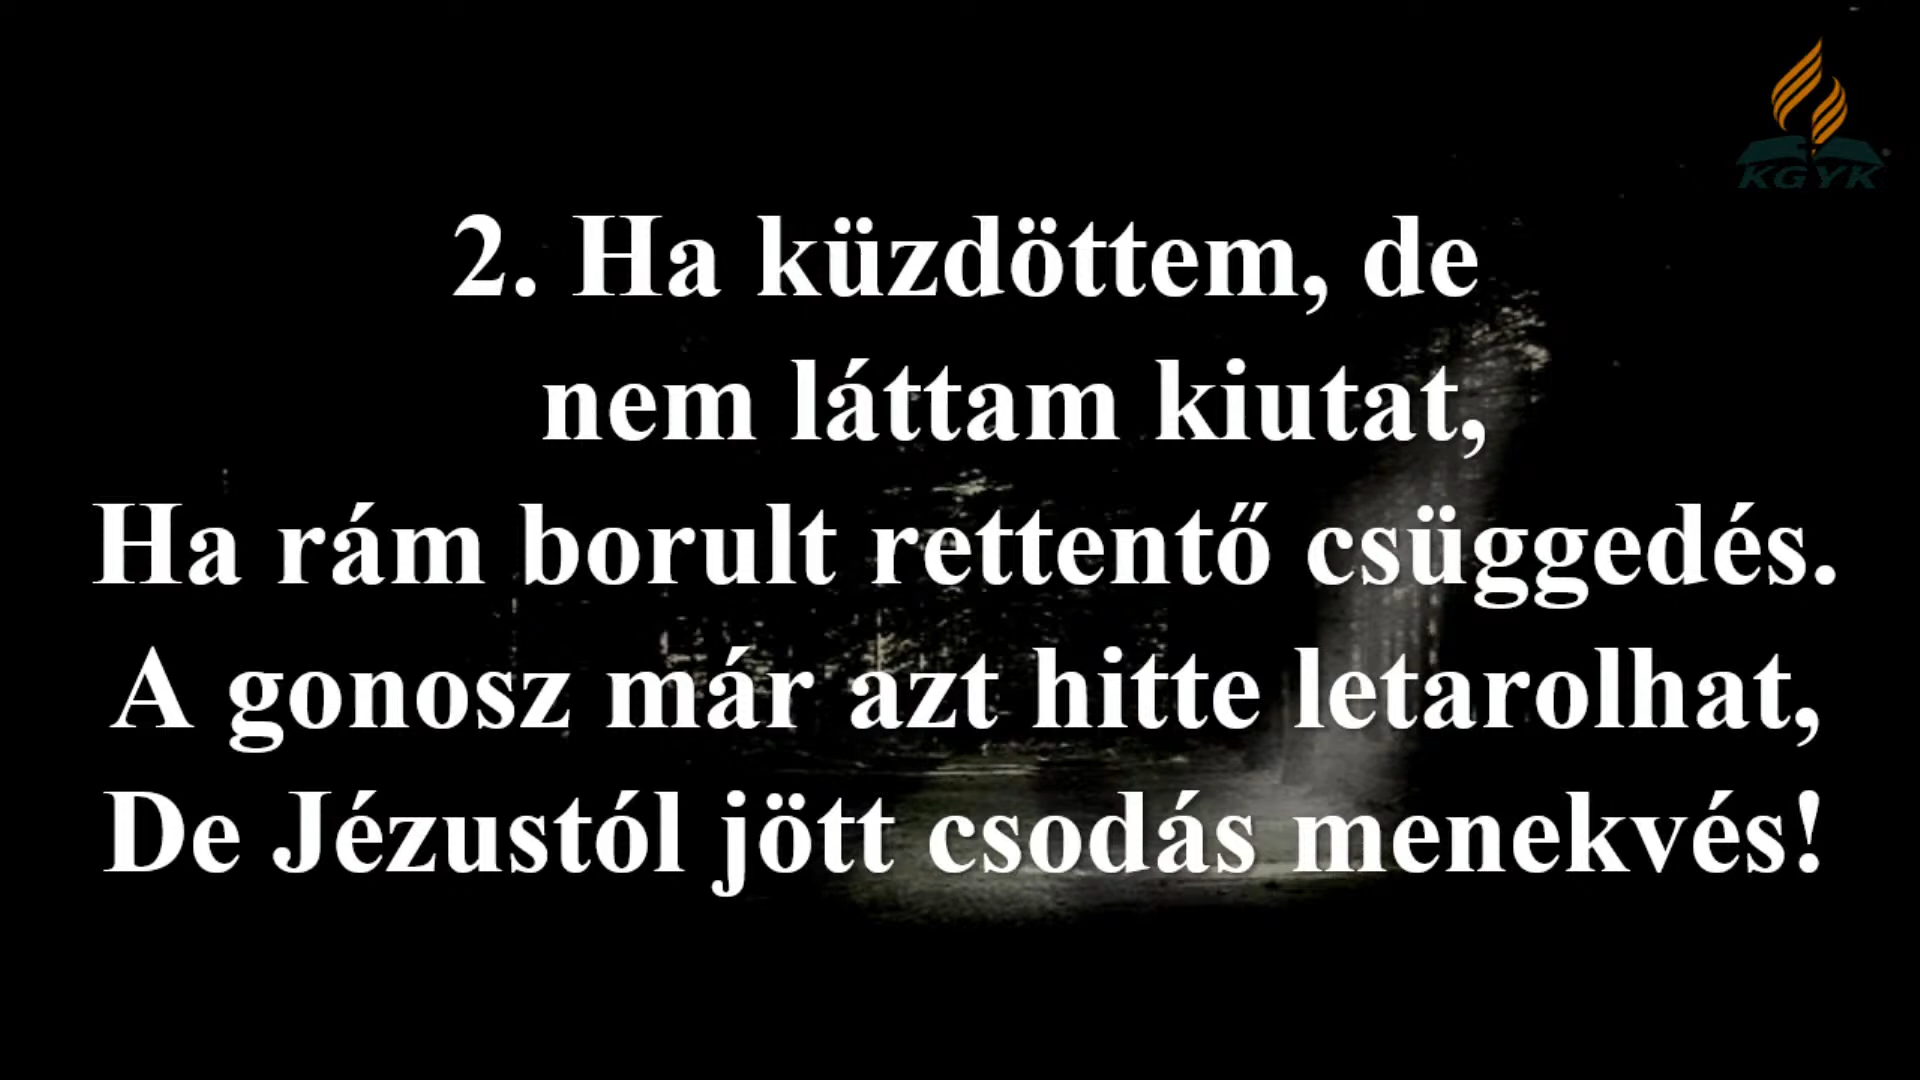 KGYK
2. Ha küzdöttem, de
nem láttam kiutat,
Ha rám borult rettentő csüggedés.
A gonosz már azt hitte letarolhat,
De Jézustól jött csodás menekvés!